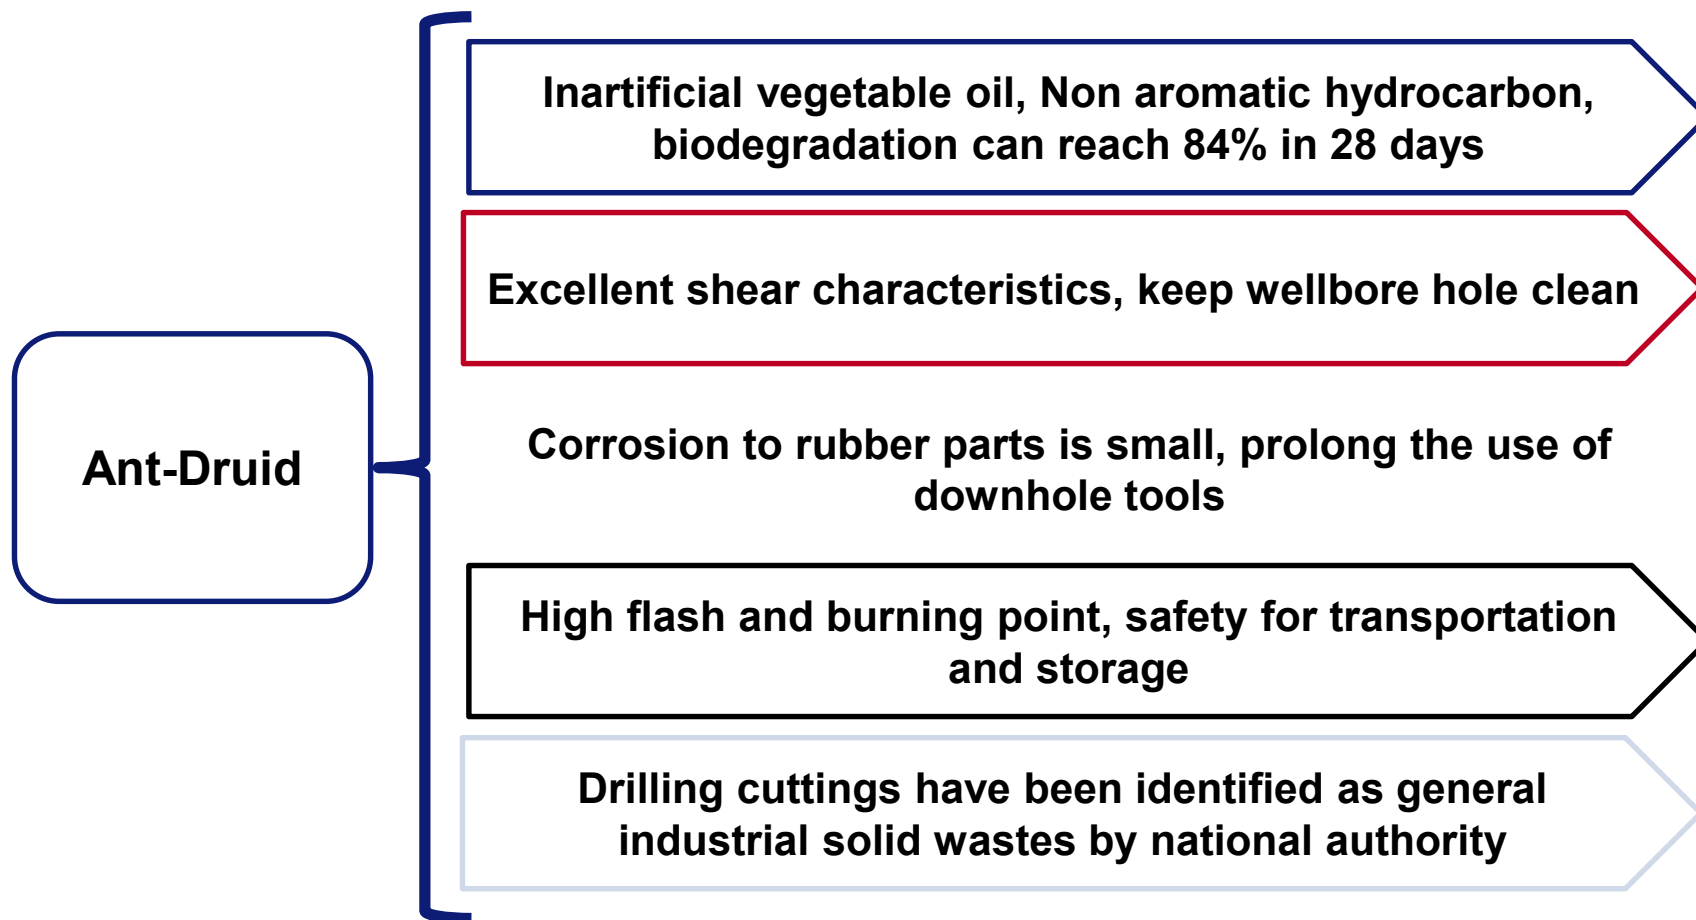 Ant-Druid
Inartificial vegetable oil, Non aromatic hydrocarbon,
biodegradation can reach 84% in 28 days
Excellent shear characteristics, keep wellbore hole clean
Corrosion to rubber parts is small, prolong the use of
downhole tools
High flash and burning point, safety for transportation
and storage
Drilling cuttings have been identified as general
industrial solid wastes by national authority